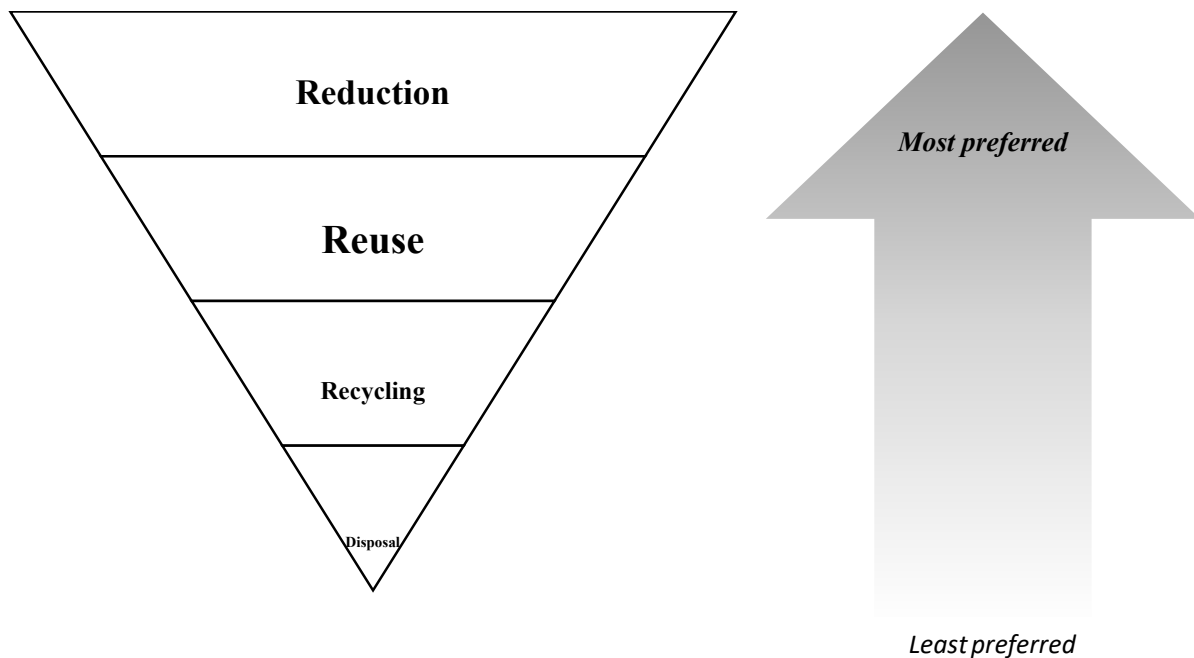 Reduction
Most preferred
Reuse
Recycling
Disposal
Least preferred